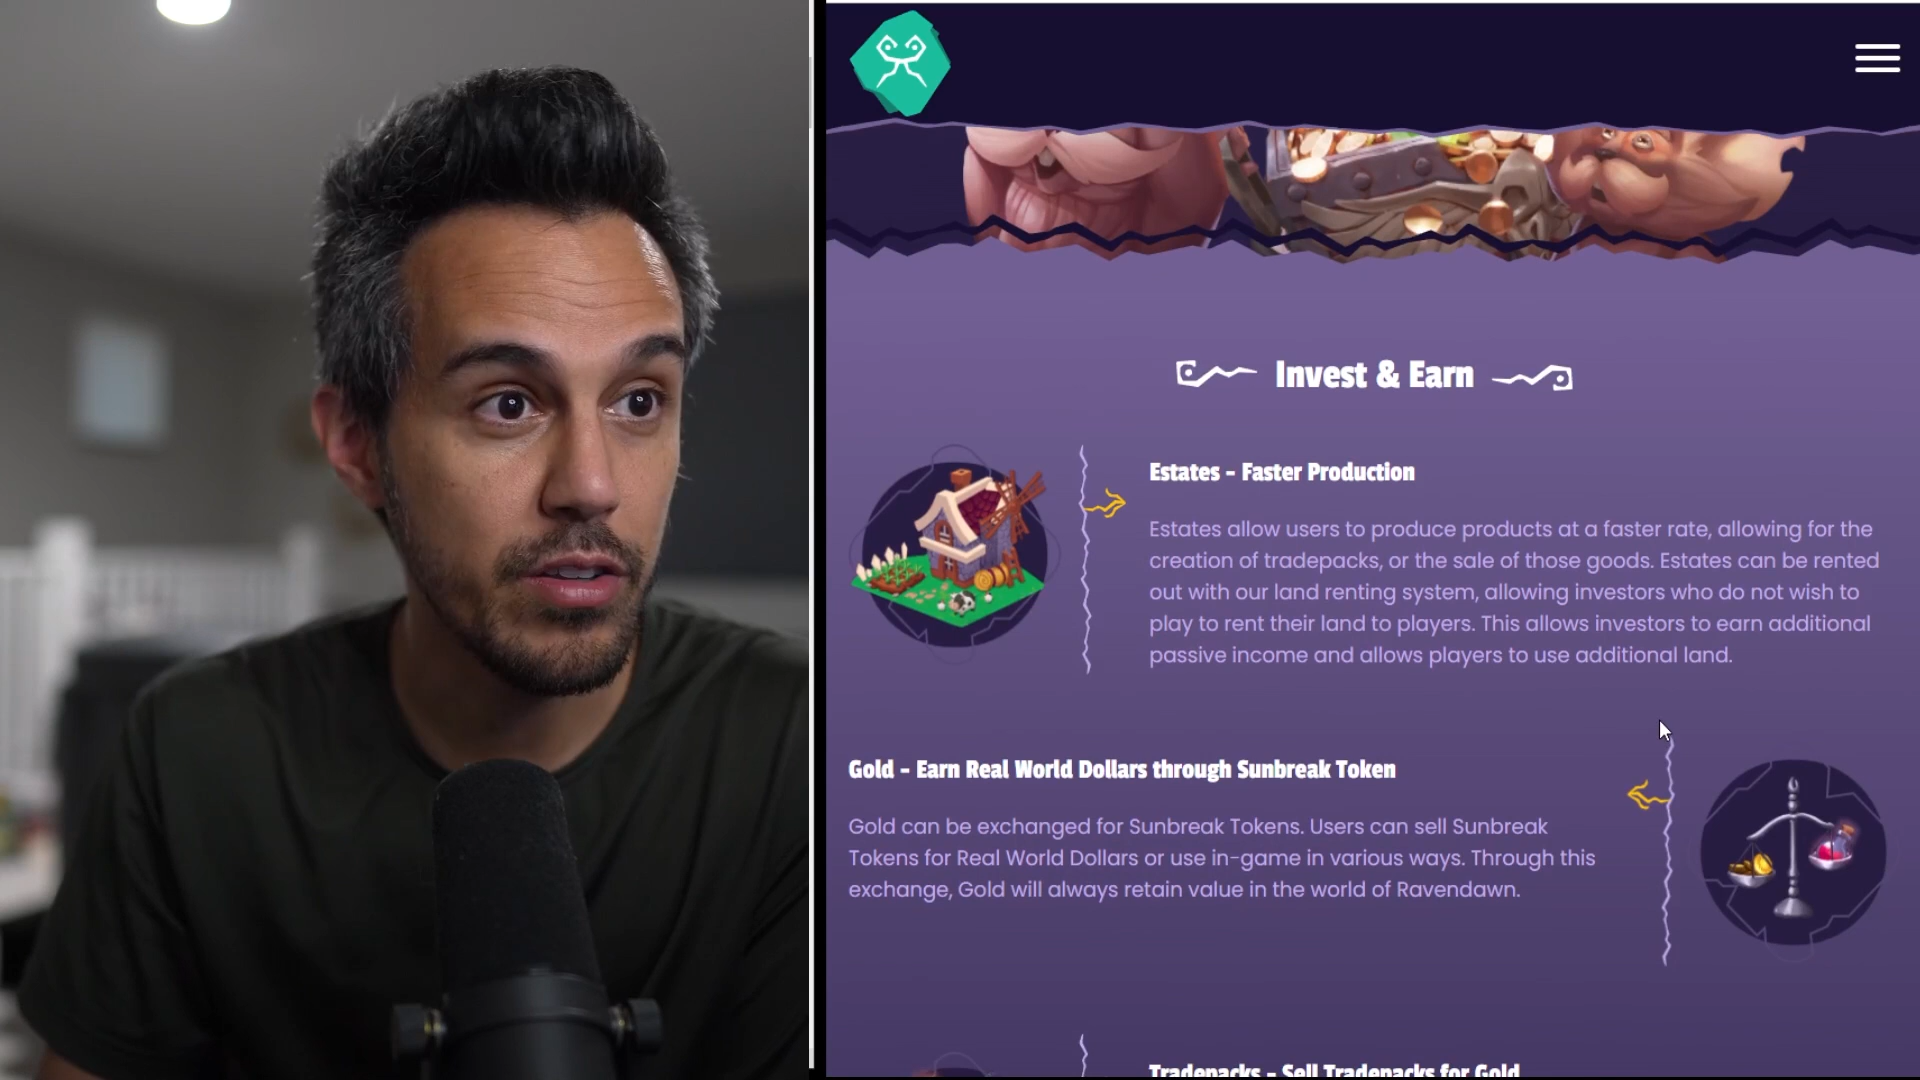 Invest & Earn
Estates - Faster Production
Estates allow users to produce products at a faster rate, allowing for the
creation of tradepacks, or the sale of those goods. Estates can be rented
out with our land renting system, allowing investors who do not wish to
play to rent their land to players. This allows investors to earn additional
passive income and allows players to use additional land.
Gold - Earn Real World Dollars through Sunbreak Token
Gold can be exchanged for Sunbreak Tokens. Users can sell Sunbreak
Tokens for Real World Dollars or use in-game in various ways. Through this
exchange, Gold will always retain value in the world of Ravendawn.
Tradepacks - Sell Tradepacks for Gold